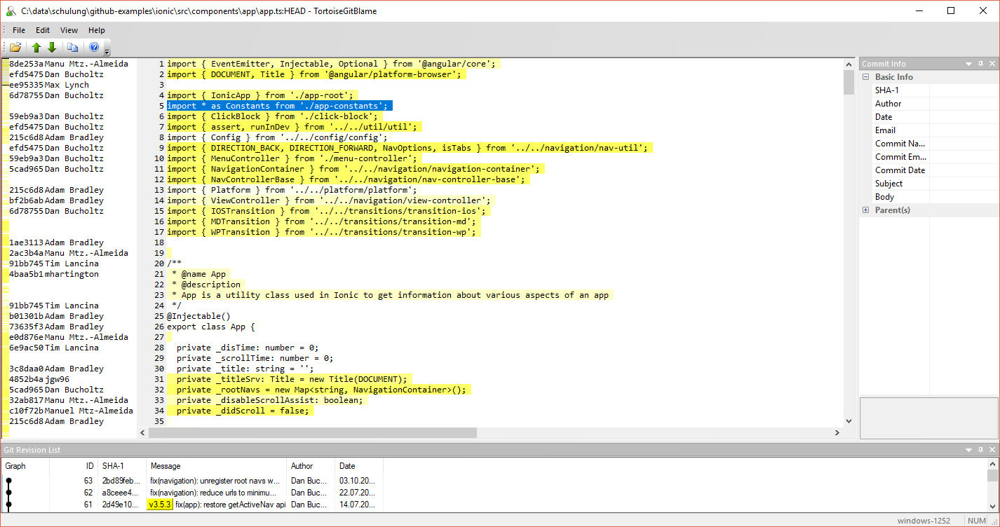 C:\data\schulung\github-examples\ionic\src\components\app\app.ts:HEAD - TortoiseGitBlame
File Edit View Help
8de253a Manu Mtz.-Almeida 1 import { EventEmitter, Injectable, Optional } from '@angular/core';
efd5475 Dan Bucholtz 2 import { DOCUMENT, Title } from '@angular/platform-browser';
ee95335 Max Lynch 3
6d78755 Dan Bucholtz 4 import { IonicApp } from './app-root';
5 import * as Constants from './app-constants';
59eb9a3 Dan Bucholtz 6 import { ClickBlock } from './click-block';
efd5475 Dan Bucholtz 7 import { assert, runInDev } from '../../util/util';
215c6d8 Adam Bradley 8 import { Config } from '../../config/config';
efd5475 Dan Bucholtz 9 import { DIRECTION_BACK, DIRECTION_FORWARD, NavOptions, isTabs } from '../../navigation/nav-util';
59eb9a3 Dan Bucholtz 10 import { MenuController } from './menu-controller';
5cad965 Dan Bucholtz 11 import { NavigationContainer } from '../../navigation/navigation-container';
12 import { NavControllerBase } from '../../navigation/nav-controller-base';
215c6d8 Adam Bradley 13 import { Platform } from '../../platform/platform';
bf2b6ab Adam Bradley 14 import { ViewController } from '../../navigation/view-controller';
6d78755 Dan Bucholtz 15 import { IOSTransition } from '../../transitions/transition-ios';
16 import { MDTransition } from '../../transitions/transition-md';
17 import { WPTransition } from '../../transitions/transition-wp';
1ae3113 Adam Bradley 18
2ac3b4a Manu Mtz.-Almeida 19
91bb745 Tim Lancina 20 /**
4baa5b1 mhartington 21 * @name App
22 * @description
23 * App is a utility class used in Ionic to get information about various aspects of an app
91bb745 Tim Lancina 24 */
b01301b Adam Bradley 25 @Injectable()
73635f3 Adam Bradley 26 export class App {
e0d876e Manu Mtz.-Almeida 27
6e9ac50 Tim Lancina 28 private _disTime: number = 0;
29 private _scrollTime: number = 0;
3c8daa0 Adam Bradley 30 private _title: string = '';
4852b4a jgw96 31 private _titleSrv: Title = new Title(DOCUMENT);
5cad965 Dan Bucholtz 32 private _rootNavs = new Map<string, NavigationContainer>();
32ab817 Manu Mtz.-Almeida 33 private _disableScrollAssist: boolean;
c10f72b Manuel Mtz-Almeida 34 private _didScroll = false;
215c6d8 Adam Bradley 35
Commit Info
Basic Info
SHA-1
Author
Date
Email
Commit Na...
Commit Em...
Commit Date
Subject
Body
Parent(s)
Git Revision List
Graph ID SHA-1 Message Author Date
63 2bd89feb... fix(navigation): unregister root navs w... Dan Buc... 03.10.20...
62 a8ceee4... fix(navigation): reduce urls to minimu... Dan Buc... 22.07.20...
61 2d49e10... v3.5.3 fix(app): restore getActiveNav api Dan Buc... 14.07.20...
windows-1252 NUM